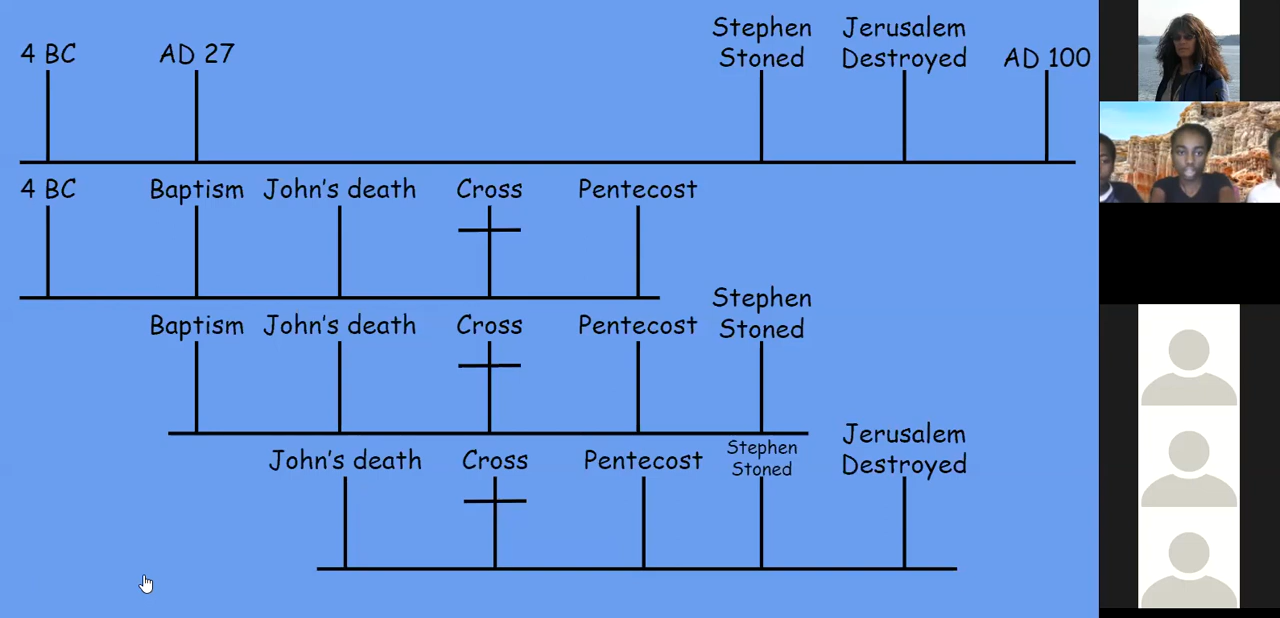 4 BC
AD 27
Stephen
Stoned
Jerusalem
Destroyed
AD 100
4 BC
Baptism
John's death
Cross
Pentecost
Baptism
John's death
Cross
Pentecost
Stephen
Stoned
John's death
Cross
Pentecost
Stephen
Stoned
Jerusalem
Destroyed